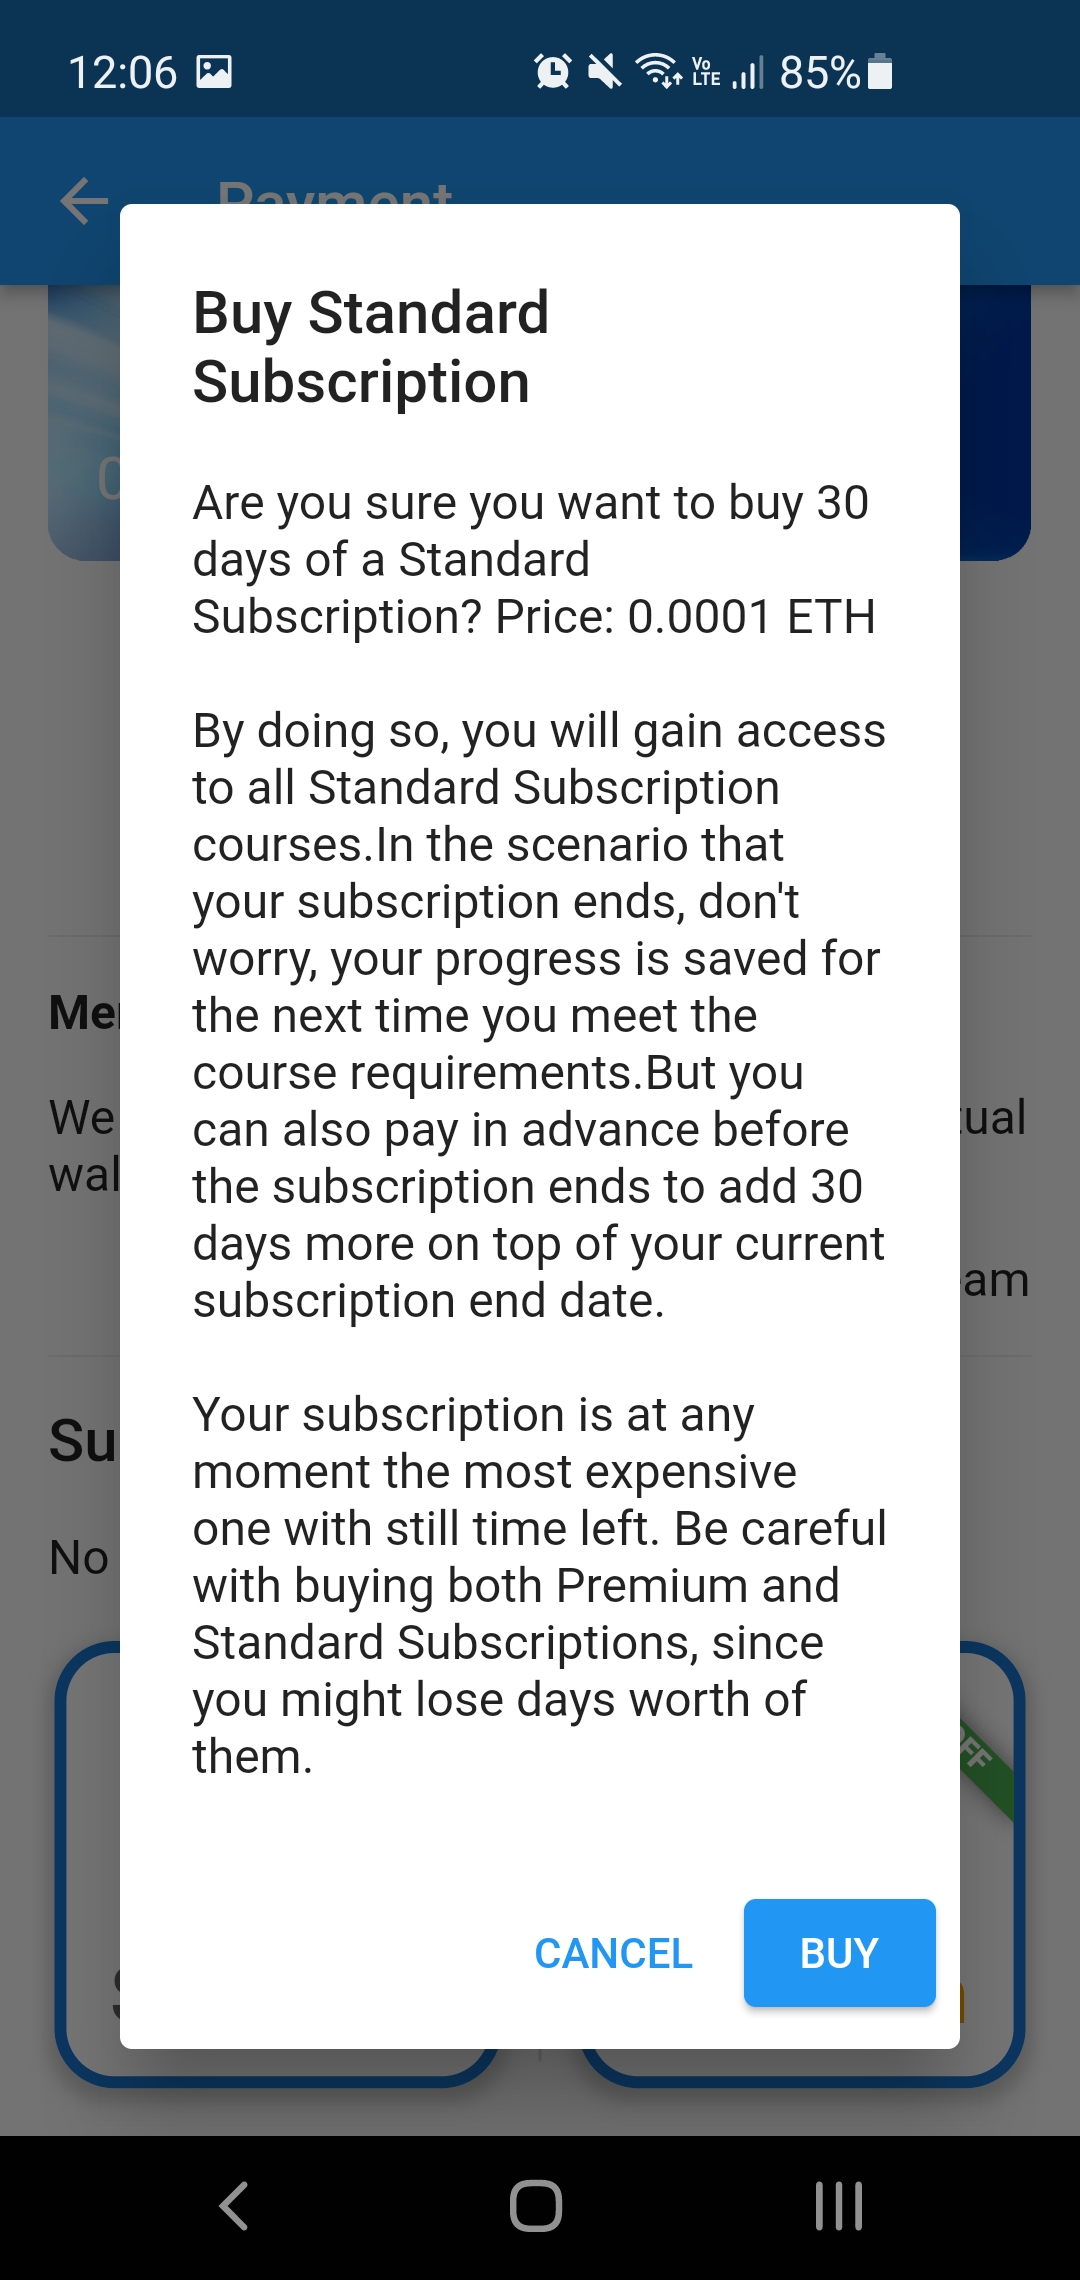 12:06
Vo
LTE
85%
Payment
Buy Standard
Subscription
Are you sure you want to buy 30
days of a Standard
Subscription? Price: 0.0001 ETH
By doing so, you will gain access
to all Standard Subscription
courses.In the scenario that
your subscription ends, don't
worry, your progress is saved for
the next time you meet the
course requirements.But you
can also pay in advance before
the subscription ends to add 30
days more on top of your current
subscription end date.
We
No
Your subscription is at any
moment the most expensive
one with still time left. Be careful
with buying both Premium and
Standard Subscriptions, since
you might lose days worth of
them.
OFF
CANCEL
BUY